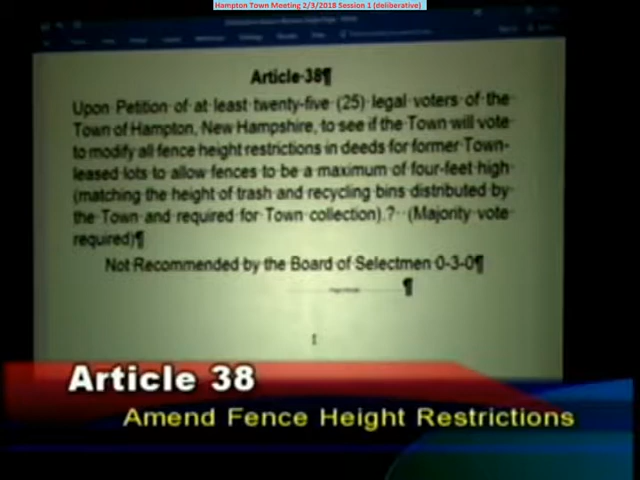 Hampton Town Meeting 2/3/2018 Session 1 (deliberative)
Article·38¶
Upon Petition of at least twenty-five (25) legal voters of the
Town of Hampton, New Hampshire, to see if the Town will vote
to modify all fence height restrictions in deeds for former Town-
leased lots to allow fences to be a maximum of four-feet high
(matching the height of trash and recycling bins distributed by
the Town and required for Town collection).? (Majority vote
required)¶
Not Recommended by the Board of Selectmen 0-3-0¶
¶
Article 38
Amend Fence Height Restrictions